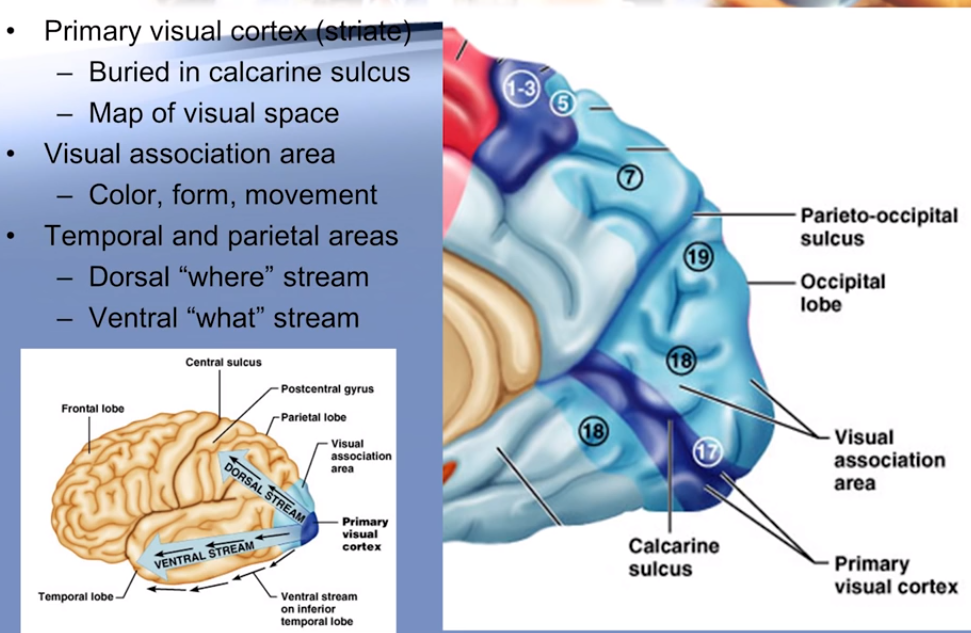 • Primary visual cortex (striate)
– Buried in calcarine sulcus
– Map of visual space
• Visual association area
– Color, form, movement
• Temporal and parietal areas
– Dorsal “where” stream
– Ventral “what” stream
1-3
5
7
Parieto-occipital
sulcus
19
Occipital
lobe
18
18
17
Visual
association
area
Calcarine
sulcus
Primary
visual cortex
Central sulcus
Postcentral gyrus
Frontal lobe
Parietal lobe
Visual
association
area
DORSAL STREAM
Primary
visual
cortex
VENTRAL STREAM
Temporal lobe
Ventral stream
on inferior
temporal lobe